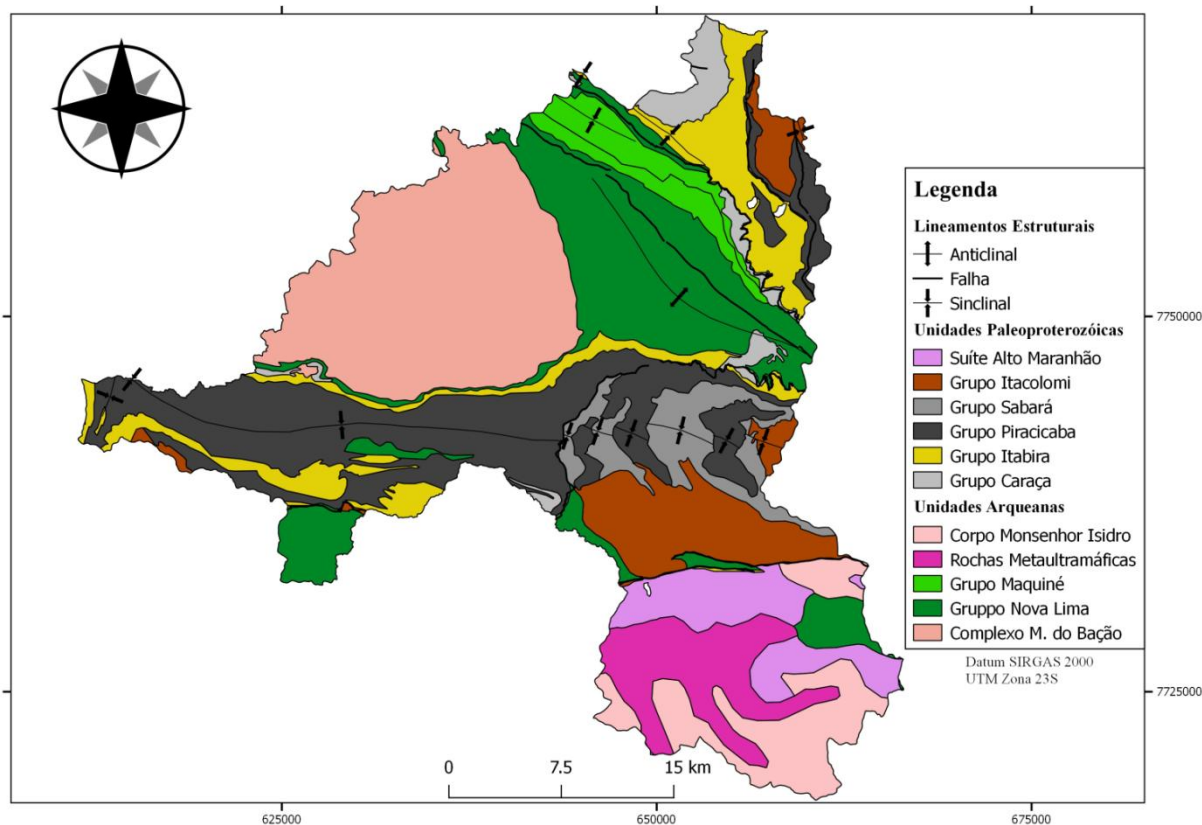 Legenda
Lineamentos Estruturais
Anticlinal
Falha
Sinclinal
Unidades Paleoproterozóicas
Suíte Alto Maranhão
Grupo Itacolomi
Grupo Sabará
Grupo Piracicaba
Grupo Itabira
Grupo Caraça
Unidades Arqueanas
Corpo Monsenhor Isidro
Rochas Metaultramáficas
Grupo Maquiné
Gruppo Nova Lima
Complexo M. do Bação
Datum SIRGAS 2000
UTM Zona 23S
7750000
7725000
0 7.5 15 km
625000 650000 675000